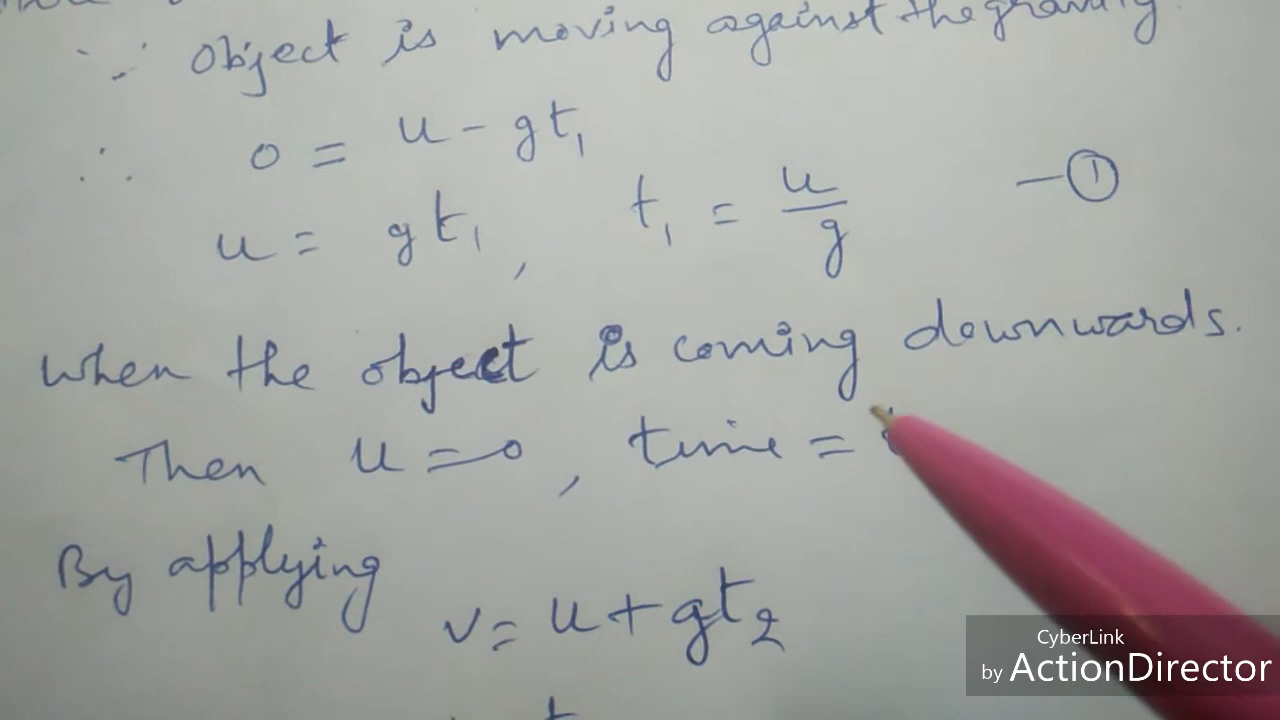 ∵ object is moving against the gravity.
∴ 0 = u - gt₁
u = gt₁, t₁ = u/g —①
When the object is coming downwards.
Then u = 0, time =
By applying
v = u + gt₂
t
CyberLink
by ActionDirector